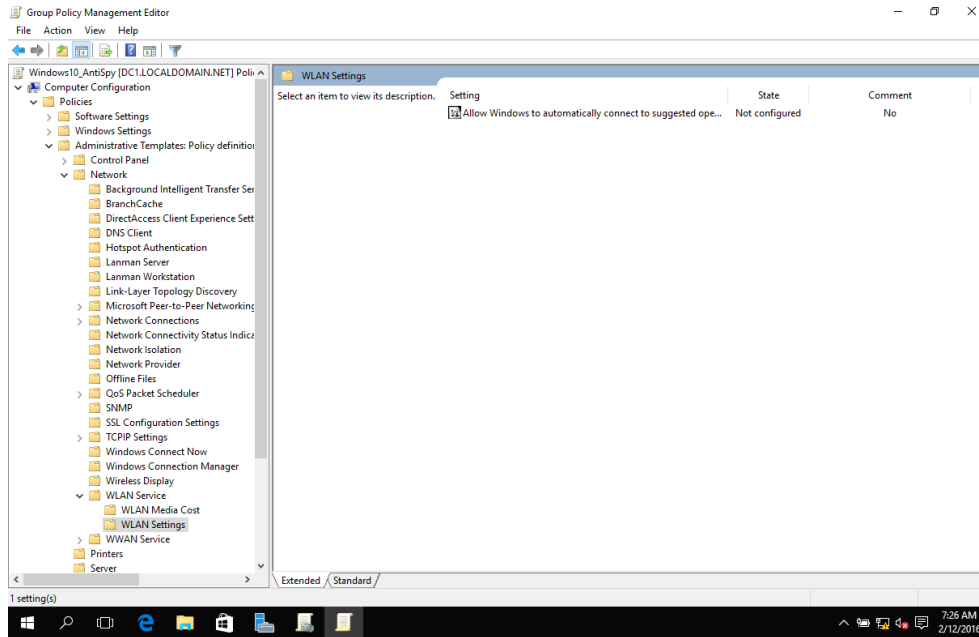 Group Policy Management Editor
File Action View Help
Windows10_AntiSpy [DC1.LOCALDOMAIN.NET] Poli
Computer Configuration
Policies
Software Settings
Windows Settings
Administrative Templates: Policy definition
Control Panel
Network
Background Intelligent Transfer Ser
BranchCache
DirectAccess Client Experience Sett
DNS Client
Hotspot Authentication
Lanman Server
Lanman Workstation
Link-Layer Topology Discovery
Microsoft Peer-to-Peer Networking
Network Connections
Network Connectivity Status Indica
Network Isolation
Network Provider
Offline Files
QoS Packet Scheduler
SNMP
SSL Configuration Settings
TCPIP Settings
Windows Connect Now
Windows Connection Manager
Wireless Display
WLAN Service
WLAN Media Cost
WLAN Settings
WWAN Service
Printers
Server
WLAN Settings
Select an item to view its description.
Setting State Comment
Allow Windows to automatically connect to suggested ope... Not configured No
Extended Standard
1 setting(s)
7:26 AM
2/12/2016